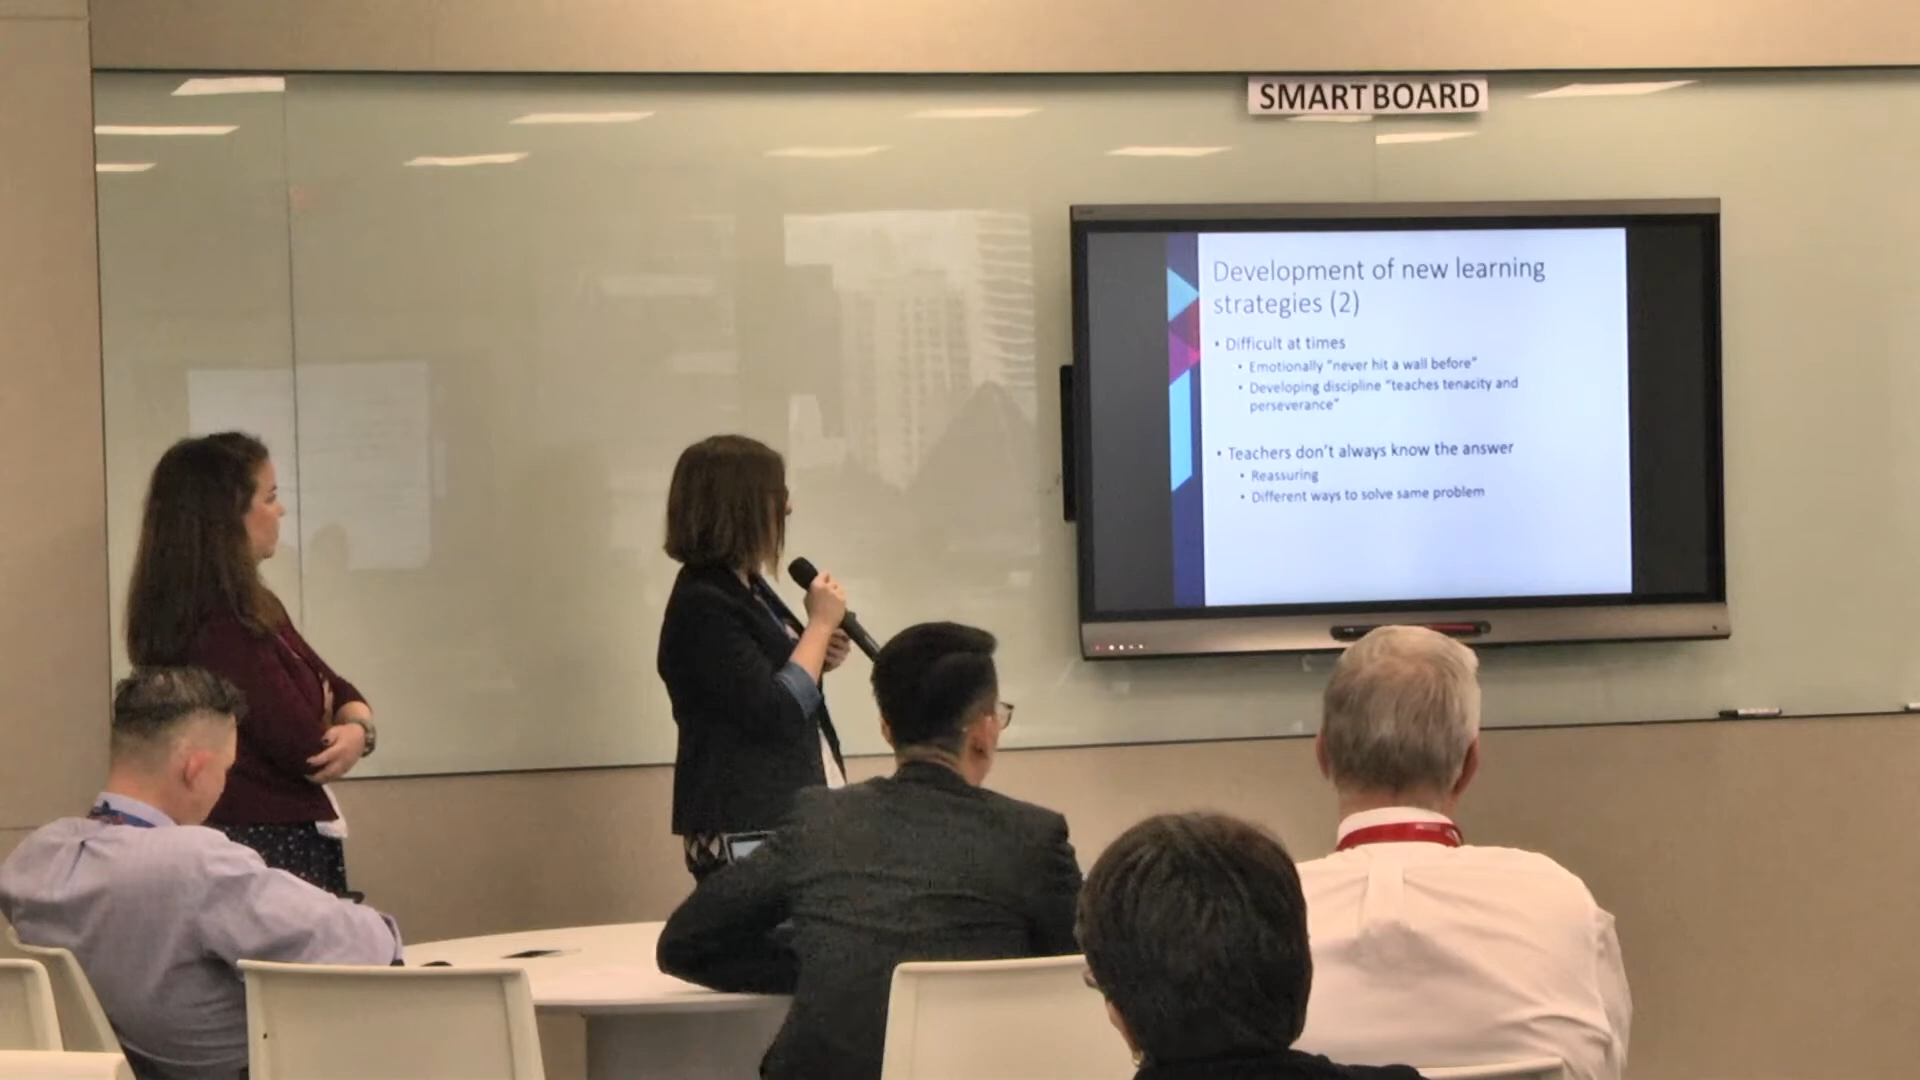 SMARTBOARD
Development of new learning
strategies (2)
• Difficult at times
• Emotionally "never hit a wall before"
• Developing discipline "teaches tenacity and
perseverance"
• Teachers don't always know the answer
• Reassuring
• Different ways to solve same problem